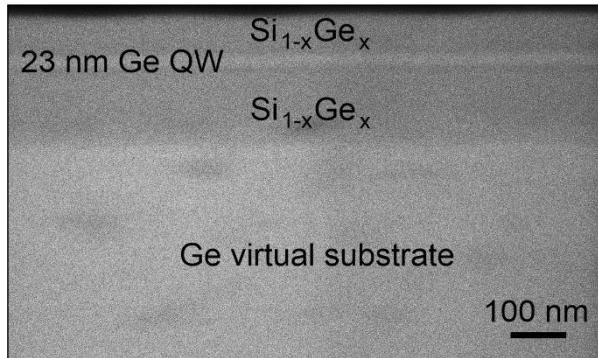 Si₁₋ₓGeₓ
23 nm Ge QW
Si₁₋ₓGeₓ
Ge virtual substrate
100 nm